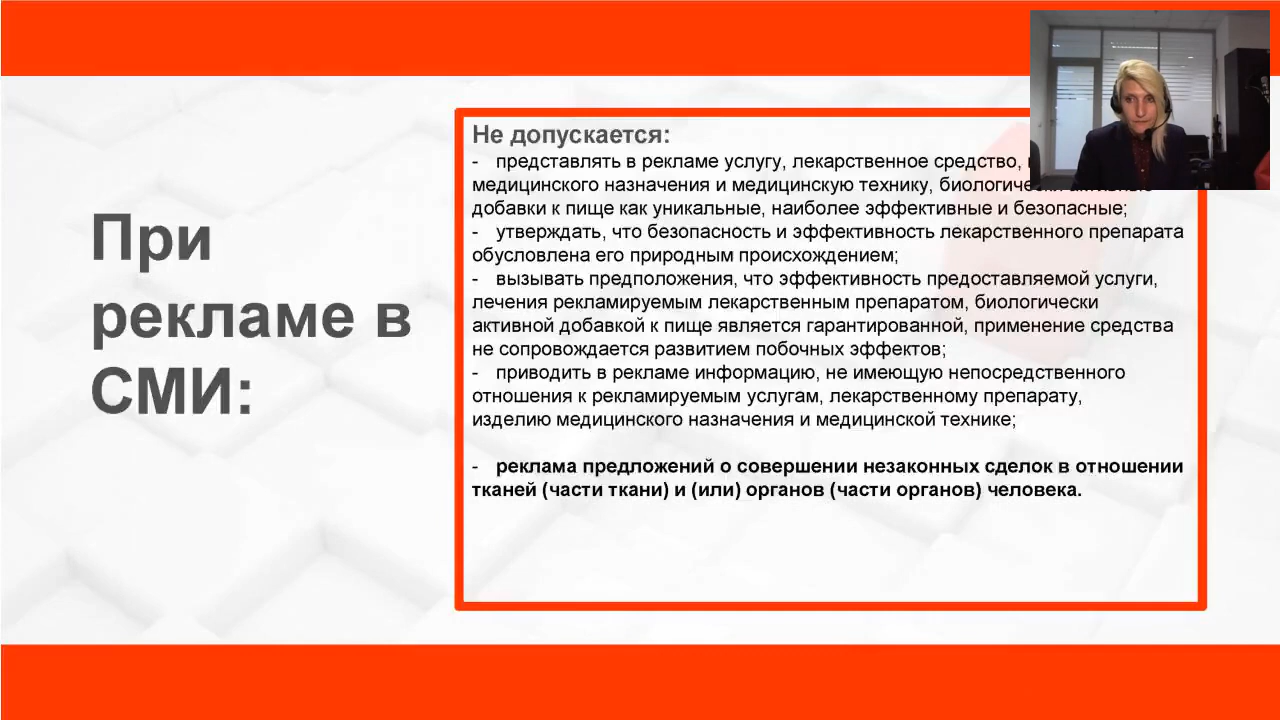 При
рекламе в
СМИ:
Не допускается:
- представлять в рекламе услугу, лекарственное средство,
медицинского назначения и медицинскую технику, биологически активные
добавки к пище как уникальные, наиболее эффективные и безопасные;
- утверждать, что безопасность и эффективность лекарственного препарата
обусловлена его природным происхождением;
- вызывать предположения, что эффективность предоставляемой услуги,
лечения рекламируемым лекарственным препаратом, биологически
активной добавкой к пище является гарантированной, применение средства
не сопровождается развитием побочных эффектов;
- приводить в рекламе информацию, не имеющую непосредственного
отношения к рекламируемым услугам, лекарственному препарату,
изделию медицинского назначения и медицинской технике;
- реклама предложений о совершении незаконных сделок в отношении
тканей (части ткани) и (или) органов (части органов) человека.